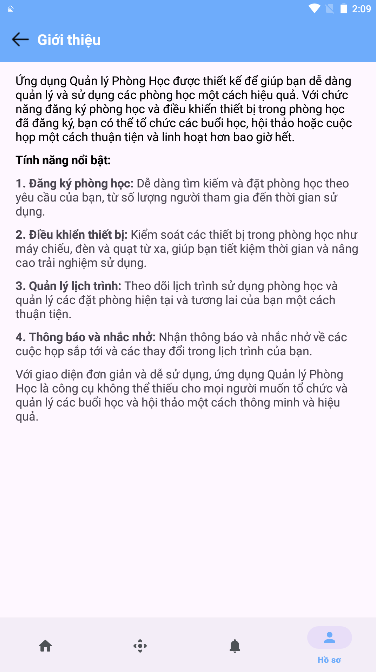 2:09
Giới thiệu
Ứng dụng Quản lý Phòng Học được thiết kế để giúp bạn dễ dàng
quản lý và sử dụng các phòng học một cách hiệu quả. Với chức
năng đăng ký phòng học và điều khiển thiết bị trong phòng học
đã đăng ký, bạn có thể tổ chức các buổi học, hội thảo hoặc cuộc
họp một cách thuận tiện và linh hoạt hơn bao giờ hết.
Tính năng nổi bật:
1. Đăng ký phòng học: Dễ dàng tìm kiếm và đặt phòng học theo
yêu cầu của bạn, từ số lượng người tham gia đến thời gian sử
dụng.
2. Điều khiển thiết bị: Kiểm soát các thiết bị trong phòng học như
máy chiếu, đèn và quạt từ xa, giúp bạn tiết kiệm thời gian và nâng
cao trải nghiệm sử dụng.
3. Quản lý lịch trình: Theo dõi lịch trình sử dụng phòng học và
quản lý các đặt phòng hiện tại và tương lai của bạn một cách
thuận tiện.
4. Thông báo và nhắc nhở: Nhận thông báo và nhắc nhở về các
cuộc họp sắp tới và các thay đổi trong lịch trình của bạn.
Với giao diện đơn giản và dễ sử dụng, ứng dụng Quản lý Phòng
Học là công cụ không thể thiếu cho mọi người muốn tổ chức và
quản lý các buổi học và hội thảo một cách thông minh và hiệu
quả.
Hồ sơ